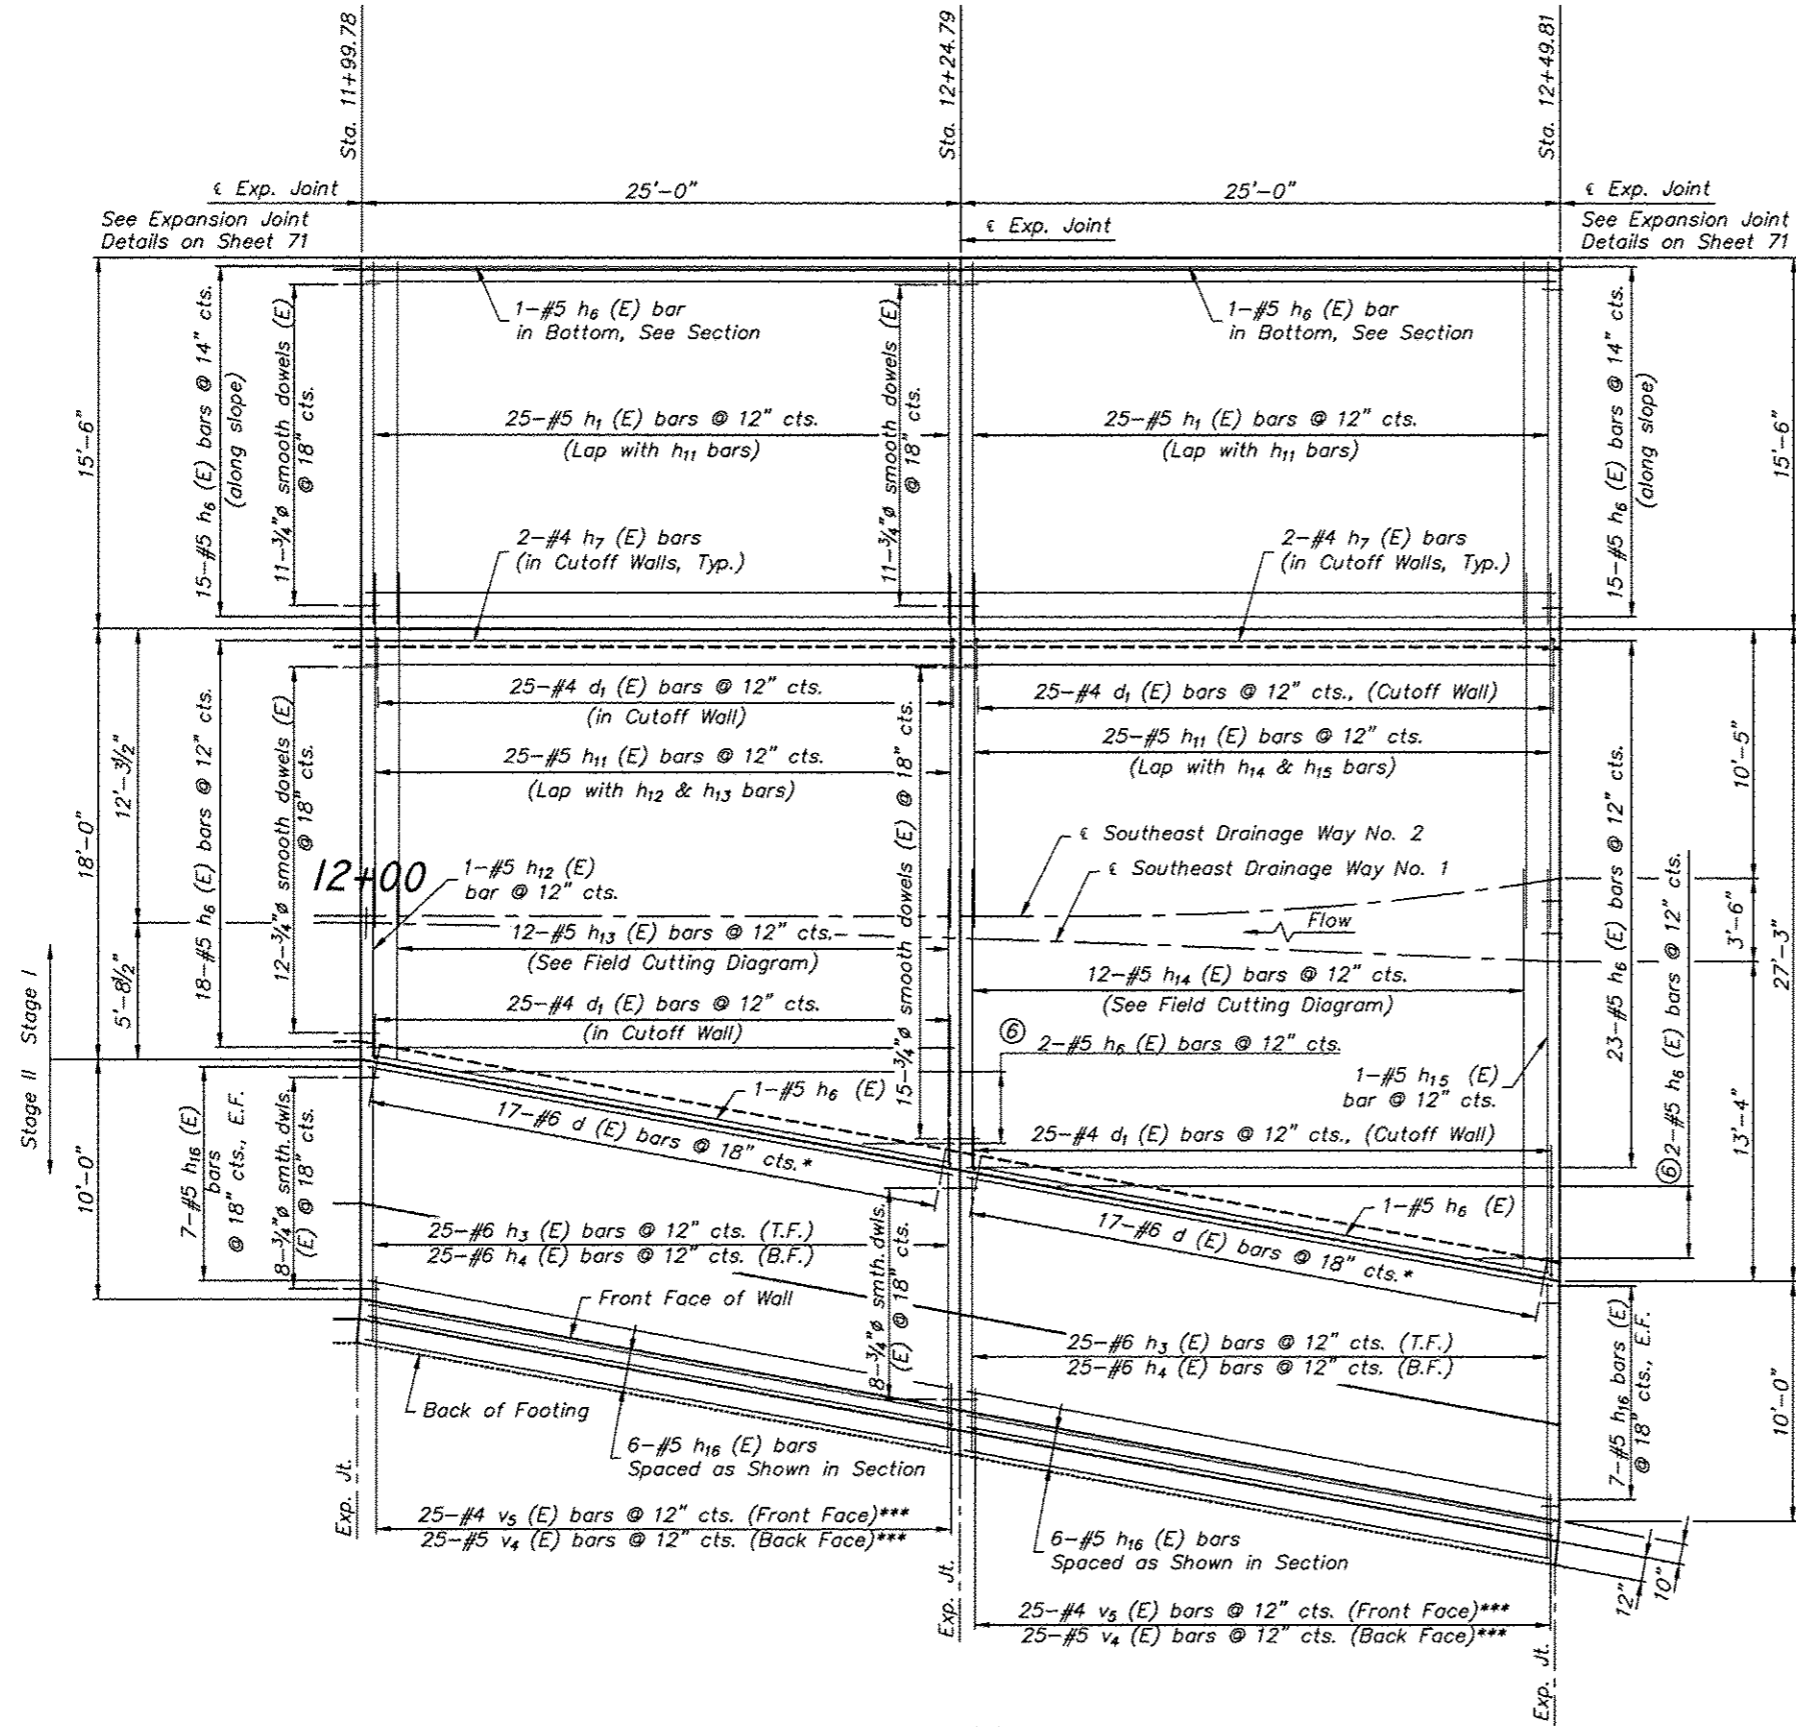 Sta. 11+99.78
Sta. 12+24.79
Sta. 12+49.81
℄ Exp. Joint
25'-0"
25'-0"
℄ Exp. Joint
See Expansion Joint
Details on Sheet 71
℄ Exp. Joint
See Expansion Joint
Details on Sheet 71
15'-6"
15-#5 h6 (E) bars @ 14" cts.
(along slope)
11-3/4"ø smooth dowels (E)
@ 18" cts.
1-#5 h6 (E) bar
in Bottom, See Section
25-#5 h1 (E) bars @ 12" cts.
(Lap with h11 bars)
2-#4 h7 (E) bars
(in Cutoff Walls, Typ.)
11-3/4"ø smooth dowels (E)
@ 18" cts.
1-#5 h6 (E) bar
in Bottom, See Section
25-#5 h1 (E) bars @ 12" cts.
(Lap with h11 bars)
2-#4 h7 (E) bars
(in Cutoff Walls, Typ.)
15-#5 h6 (E) bars @ 14" cts.
(along slope)
15'-6"
18'-0"
12'-3½"
5'-8½"
18-#5 h6 (E) bars @ 12" cts.
12-3/4"ø smooth dowels (E)
@ 18" cts.
25-#4 d1 (E) bars @ 12" cts.
(in Cutoff Wall)
25-#5 h11 (E) bars @ 12" cts.
(Lap with h12 & h13 bars)
12+00
1-#5 h12 (E)
bar @ 12" cts.
12-#5 h13 (E) bars @ 12" cts.
(See Field Cutting Diagram)
25-#4 d1 (E) bars @ 12" cts.
(in Cutoff Wall)
15-3/4"ø smooth dowels (E) @ 18" cts.
25-#4 d1 (E) bars @ 12" cts., (Cutoff Wall)
25-#5 h11 (E) bars @ 12" cts.
(Lap with h14 & h15 bars)
℄ Southeast Drainage Way No. 2
℄ Southeast Drainage Way No. 1
Flow
12-#5 h14 (E) bars @ 12" cts.
(See Field Cutting Diagram)
6
2-#5 h6 (E) bars @ 12" cts.
1-#5 h15 (E)
bar @ 12" cts.
25-#4 d1 (E) bars @ 12" cts., (Cutoff Wall)
23-#5 h6 (E) bars @ 12" cts.
6 2-#5 h6 (E) bars @ 12" cts.
10'-5"
3'-6"
13'-4"
27'-3"
Stage II Stage I
10'-0"
7-#5 h16 (E)
bars
@ 18" cts., E.F.
8-3/4"ø smth.dwls.
(E) @ 18" cts.
1-#5 h6 (E)
17-#6 d (E) bars @ 18" cts.*
25-#6 h3 (E) bars @ 12" cts. (T.F.)
25-#6 h4 (E) bars @ 12" cts. (B.F.)
Front Face of Wall
Back of Footing
6-#5 h16 (E) bars
Spaced as Shown in Section
8-3/4"ø smth.dwls.
(E) @ 18" cts.
1-#5 h6 (E)
17-#6 d (E) bars @ 18" cts.*
25-#6 h3 (E) bars @ 12" cts. (T.F.)
25-#6 h4 (E) bars @ 12" cts. (B.F.)
7-#5 h16 bars (E)
@ 18" cts., E.F.
10'-0"
Exp. Jt.
25-#4 v5 (E) bars @ 12" cts. (Front Face)***
25-#5 v4 (E) bars @ 12" cts. (Back Face)***
6-#5 h16 (E) bars
Spaced as Shown in Section
12"
10"
Exp. Jt.
25-#4 v5 (E) bars @ 12" cts. (Front Face)***
25-#5 v4 (E) bars @ 12" cts. (Back Face)***
Exp. Jt.